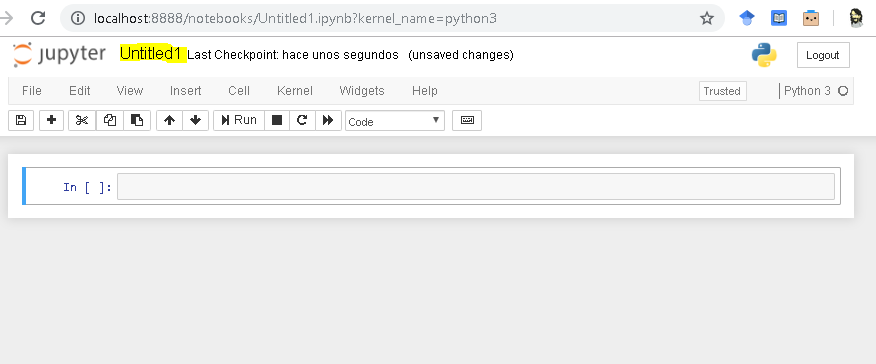 localhost:8888/notebooks/Untitled1.ipynb?kernel_name=python3
jupyter Untitled1 Last Checkpoint: hace unos segundos (unsaved changes) Logout
File Edit View Insert Cell Kernel Widgets Help Trusted Python 3
Run Code
In [ ]: